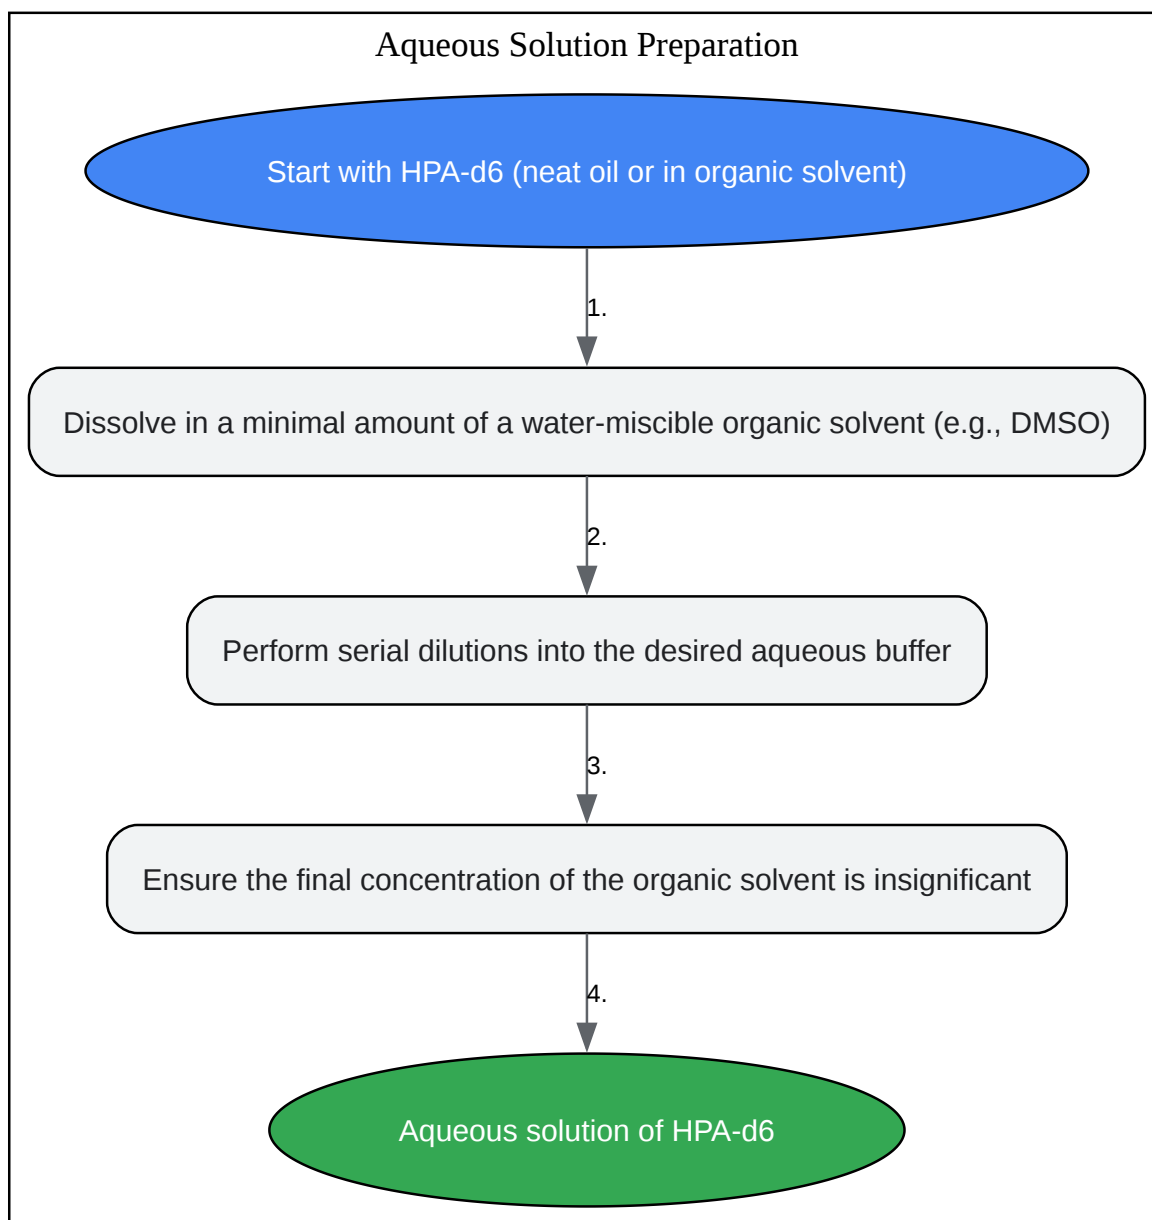 Aqueous Solution Preparation
Start with HPA-d6 (neat oil or in organic solvent)
1.
Dissolve in a minimal amount of a water-miscible organic solvent (e.g., DMSO)
2.
Perform serial dilutions into the desired aqueous buffer
3.
Ensure the final concentration of the organic solvent is insignificant
4.
Aqueous solution of HPA-d6